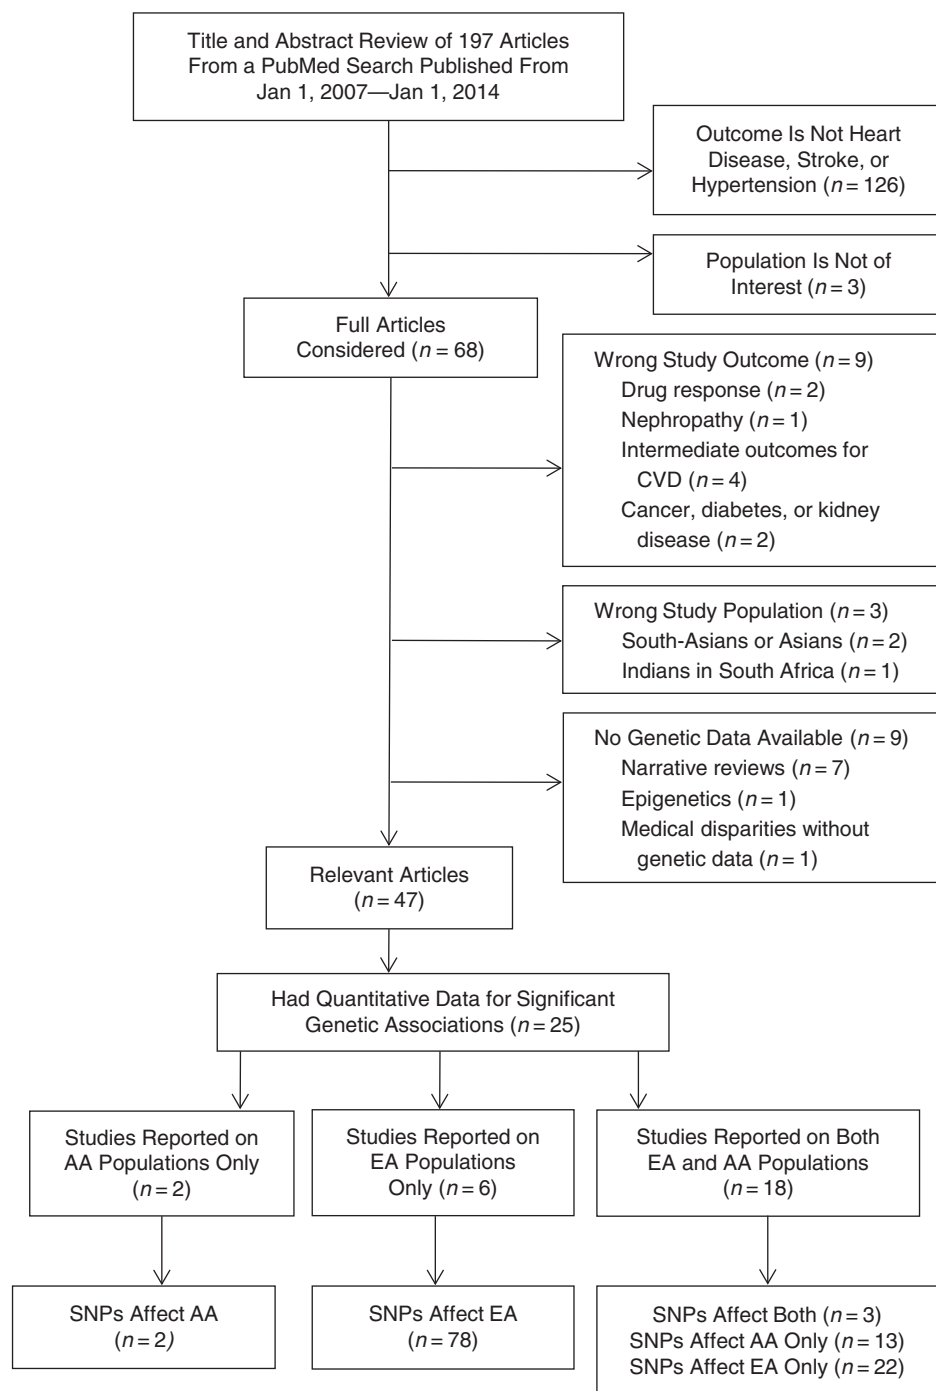 Title and Abstract Review of 197 Articles
From a PubMed Search Published From
Jan 1, 2007—Jan 1, 2014
Outcome Is Not Heart
Disease, Stroke, or
Hypertension (n = 126)
Population Is Not of
Interest (n = 3)
Full Articles
Considered (n = 68)
Wrong Study Outcome (n = 9)
Drug response (n = 2)
Nephropathy (n = 1)
Intermediate outcomes for
CVD (n = 4)
Cancer, diabetes, or kidney
disease (n = 2)
Wrong Study Population (n = 3)
South-Asians or Asians (n = 2)
Indians in South Africa (n = 1)
No Genetic Data Available (n = 9)
Narrative reviews (n = 7)
Epigenetics (n = 1)
Medical disparities without
genetic data (n = 1)
Relevant Articles
(n = 47)
Had Quantitative Data for Significant
Genetic Associations (n = 25)
Studies Reported on
AA Populations Only
(n = 2)
Studies Reported on
EA Populations
Only (n = 6)
Studies Reported on Both
EA and AA Populations
(n = 18)
SNPs Affect AA
(n = 2)
SNPs Affect EA
(n = 78)
SNPs Affect Both (n = 3)
SNPs Affect AA Only (n = 13)
SNPs Affect EA Only (n = 22)